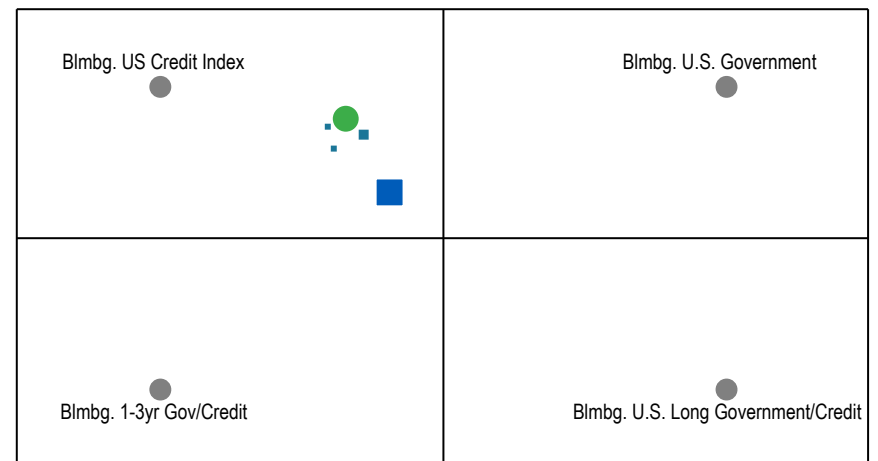 Blmbg. US Credit Index
Blmbg. U.S. Government
Blmbg. 1-3yr Gov/Credit
Blmbg. U.S. Long Government/Credit